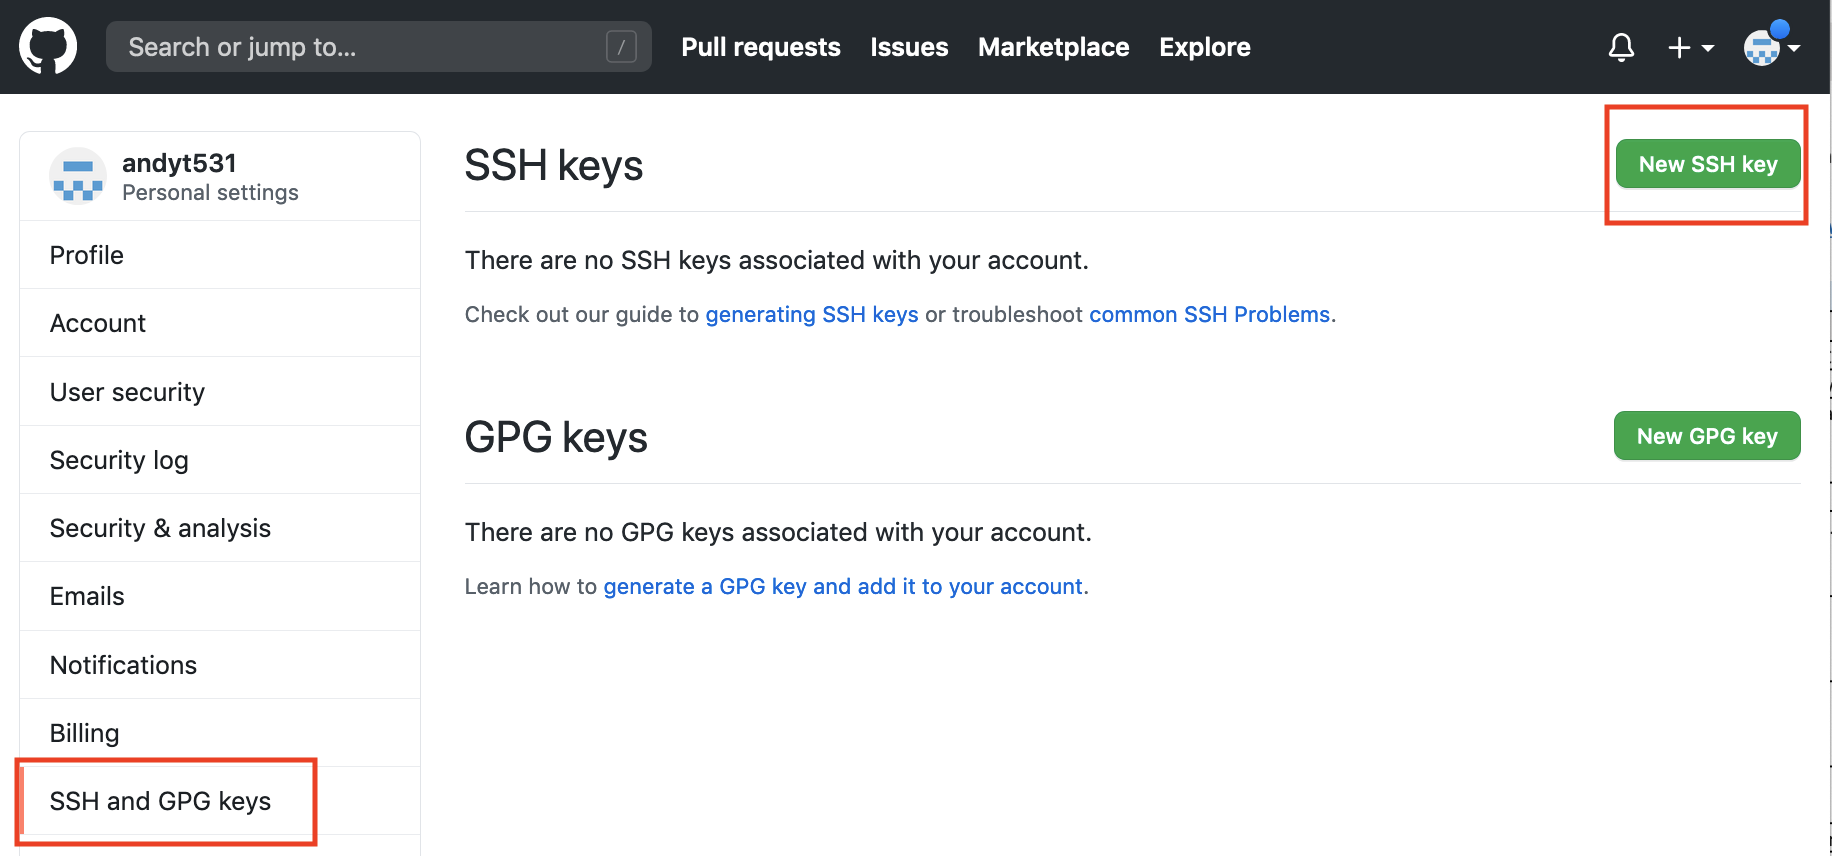 Search or jump to... / Pull requests Issues Marketplace Explore
andyt531
Personal settings
Profile
Account
User security
Security log
Security & analysis
Emails
Notifications
Billing
SSH and GPG keys
SSH keys
New SSH key
There are no SSH keys associated with your account.
Check out our guide to generating SSH keys or troubleshoot common SSH Problems.
GPG keys
New GPG key
There are no GPG keys associated with your account.
Learn how to generate a GPG key and add it to your account.